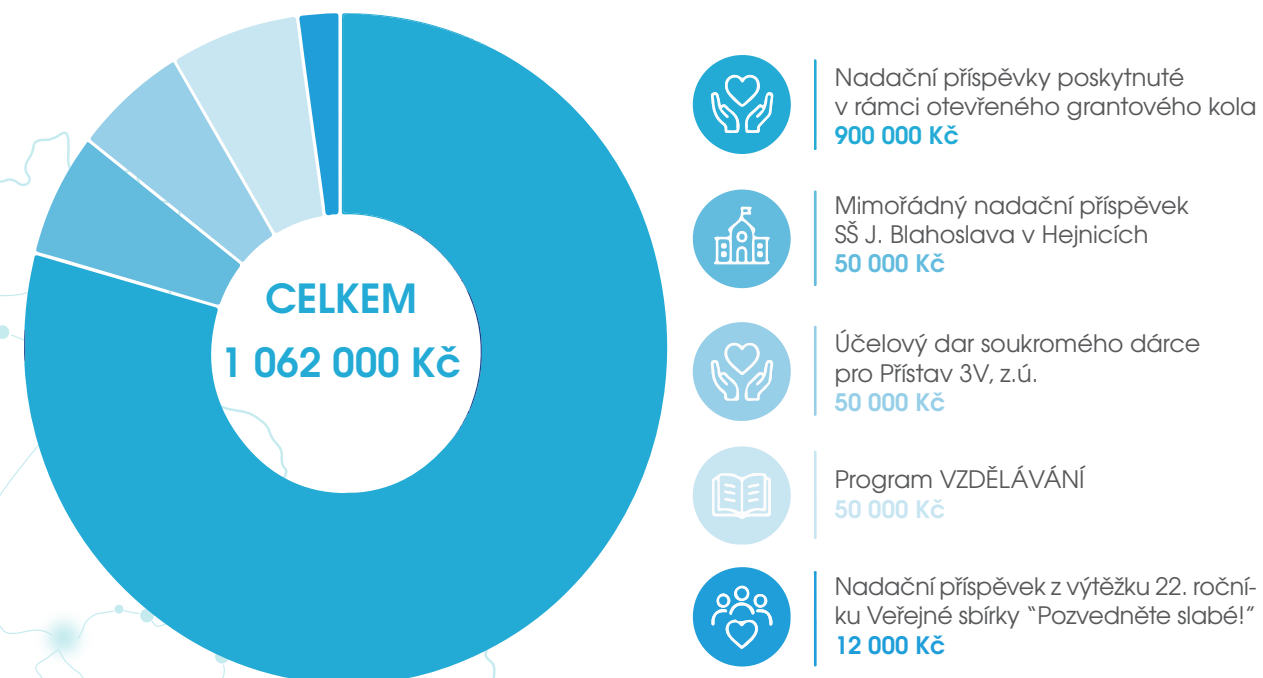 CELKEM
1 062 000 Kč
Nadační příspěvky poskytnuté
v rámci otevřeného grantového kola
900 000 Kč
Mimořádný nadační příspěvek
SŠ J. Blahoslava v Hejnicích
50 000 Kč
Účelový dar soukromého dárce
pro Přístav 3V, z.ú.
50 000 Kč
Program VZDĚLÁVÁNÍ
50 000 Kč
Nadační příspěvek z výtěžku 22. roční-
ku Veřejné sbírky “Pozvedněte slabé!”
12 000 Kč